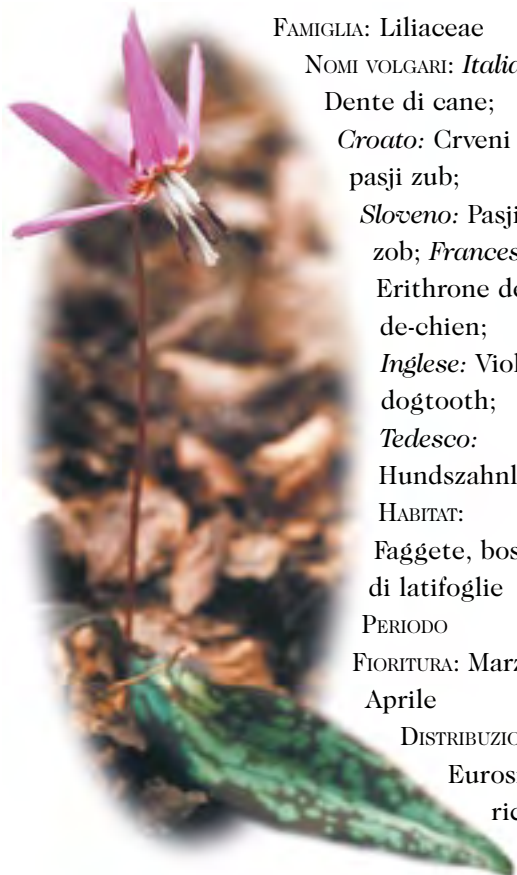 FAMIGLIA: Liliaceae
NOMI VOLGARI: Italia
Dente di cane;
Croato: Crveni
pasji zub;
Sloveno: Pasji
zob; Frances
Erithrone de
de-chien;
Inglese: Viol
dogtooth;
Tedesco:
Hundszahnl
HABITAT:
Faggete, bos
di latifoglie
PERIODO
FIORITURA: Marz
Aprile
DISTRIBUZIO
Euros
ric